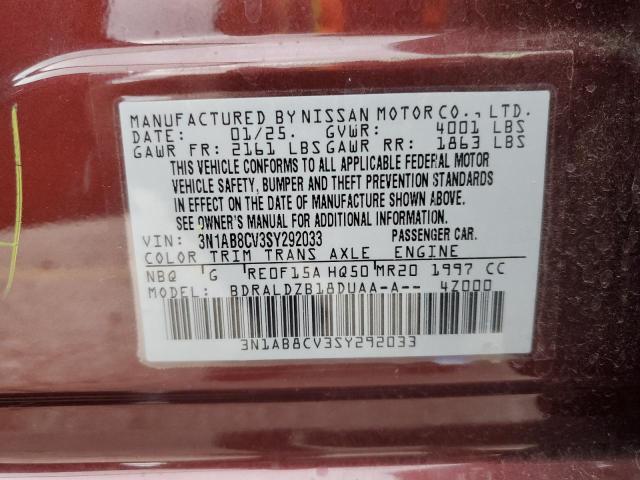 MANUFACTURED BY NISSAN MOTOR CO., LTD.
DATE: 01/25. GVWR: 4001 LBS
GAWR FR: 2161 LBS GAWR RR: 1863 LBS
THIS VEHICLE CONFORMS TO ALL APPLICABLE FEDERAL MOTOR
VEHICLE SAFETY, BUMPER AND THEFT PREVENTION STANDARDS
IN EFFECT ON THE DATE OF MANUFACTURE SHOWN ABOVE.
SEE OWNER'S MANUAL FOR ADDITIONAL INFORMATION.
VIN: 3N1AB8CV3SY292033 PASSENGER CAR.
COLOR TRIM TRANS AXLE ENGINE
NBQ G RE0F15A HQ50 MR20 1997 CC
MODEL: BDRALDZB18DUAA-A-- 4Z000
3N1AB8CV3SY292033